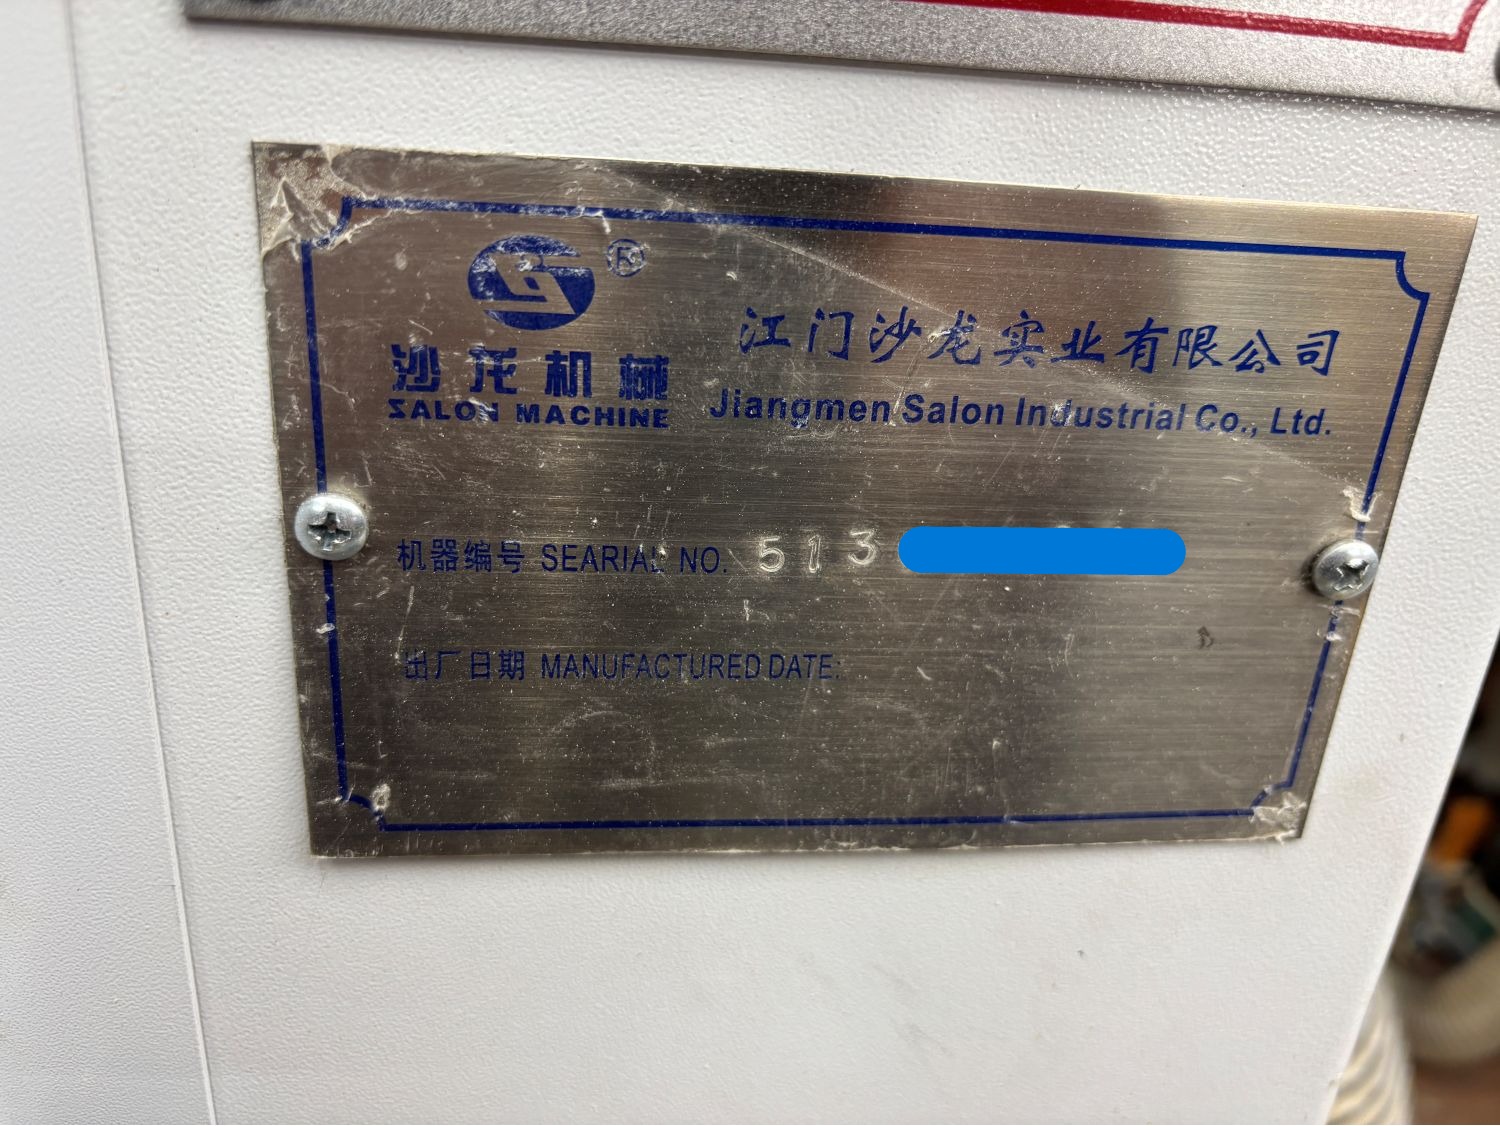 ®
沙龙机械
SALON MACHINE
江门沙龙实业有限公司
Jiangmen Salon Industrial Co., Ltd.
机器编号 SEARIAL NO. 513
出厂日期 MANUFACTURED DATE: